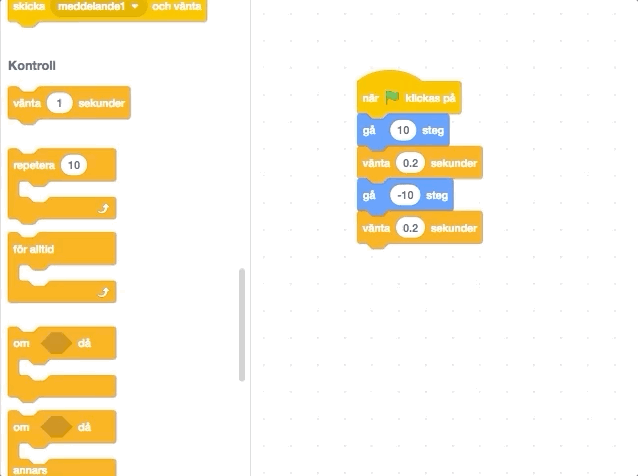 skicka meddelande1 och vänta
Kontroll
vänta 1 sekunder
repetera 10
för alltid
om då
om då
annars
när klickas på
gå 10 steg
vänta 0.2 sekunder
gå -10 steg
vänta 0.2 sekunder